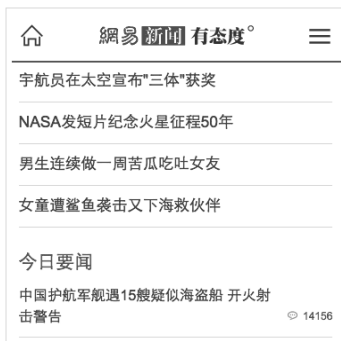 網易新闻 有态度°
宇航员在太空宣布"三体"获奖
NASA发短片纪念火星征程50年
男生连续做一周苦瓜吃吐女友
女童遭鲨鱼袭击又下海救伙伴
今日要闻
中国护航军舰遇15艘疑似海盗船 开火射
击警告
14156